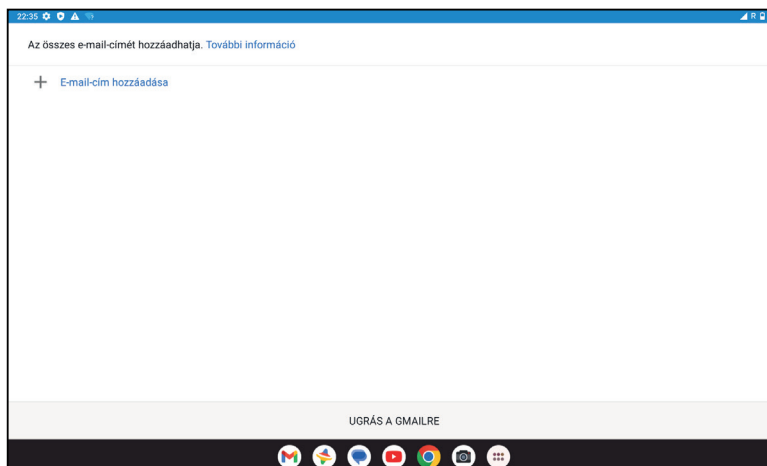 22:35
R
Az összes e-mail-címét hozzáadhatja. További információ
E-mail-cím hozzáadása
UGRÁS A GMAILRE